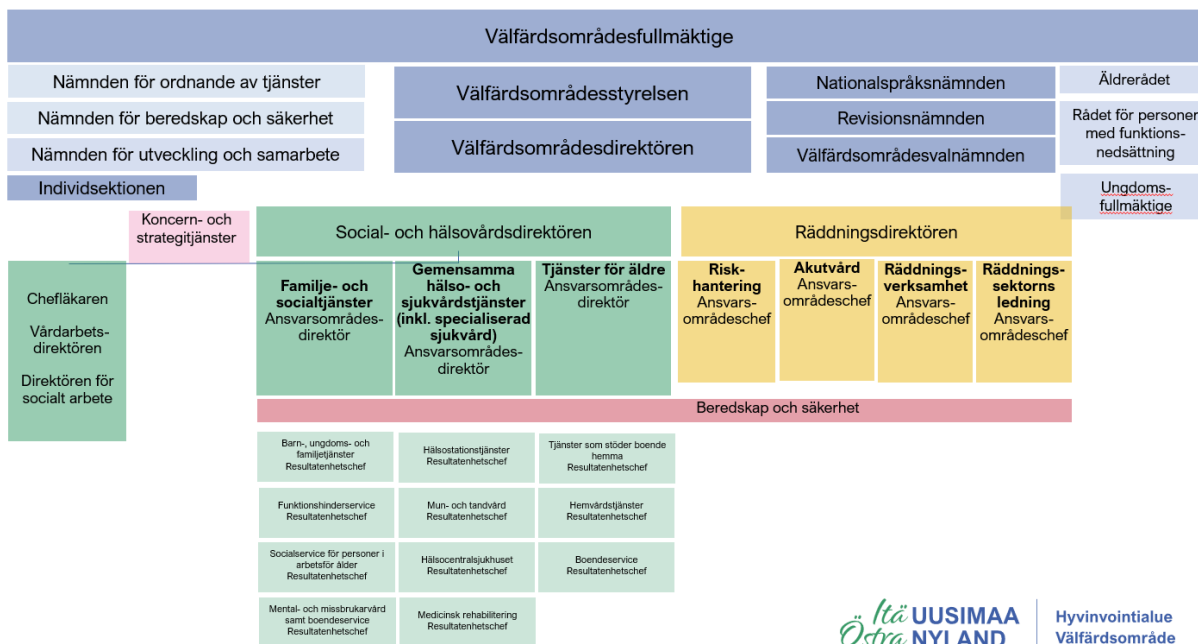 Välfärdsområdesfullmäktige
Nämnden för ordnande av tjänster
Nämnden för beredskap och säkerhet
Nämnden för utveckling och samarbete
Individsektionen
Välfärdsområdesstyrelsen
Välfärdsområdesdirektören
Nationalspråksnämnden
Revisionsnämnden
Välfärdsområdesvalnämnden
Äldrerådet
Rådet för personer
med funktions-
nedsättning
Ungdoms-
fullmäktige
Koncern- och
strategitjänster
Social- och hälsovårdsdirektören
Räddningsdirektören
Chefläkaren
Vårdarbets-
direktören
Direktören för
socialt arbete
Familje- och
socialtjänster
Ansvarsområdes-
direktör
Gemensamma
hälso- och
sjukvårdstjänster
(inkl. specialiserad
sjukvård)
Ansvarsområdes-
direktör
Tjänster för äldre
Ansvarsområdes-
direktör
Risk-
hantering
Ansvars-
områdeschef
Akutvård
Ansvars-
områdeschef
Räddnings-
verksamhet
Ansvars-
områdeschef
Räddnings-
sektorns
ledning
Ansvars-
områdeschef
Beredskap och säkerhet
Barn-, ungdoms- och
familjetjänster
Resultatenhetschef
Funktionshinderservice
Resultatenhetschef
Socialservice för personer i
arbetsför ålder
Resultatenhetschef
Mental- och missbrukarvård
samt boendeservice
Resultatenhetschef
Hälsostationstjänster
Resultatenhetschef
Mun- och tandvård
Resultatenhetschef
Hälsocentralsjukhuset
Resultatenhetschef
Medicinsk rehabilitering
Resultatenhetschef
Tjänster som stöder boende
hemma
Resultatenhetschef
Hemvårdstjänster
Resultatenhetschef
Boendeservice
Resultatenhetschef
Itä UUSIMAA
Östra NYLAND
Hyvinvointialue
Välfärdsområde